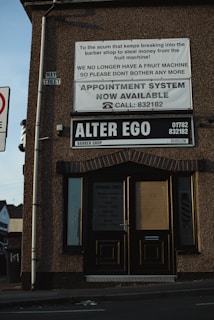 To the scum that keeps breaking into the
barber shop to steal money from the
fruit machine!
WE NO LONGER HAVE A FRUIT MACHINE
SO PLEASE DONT BOTHER ANY MORE
APPOINTMENT SYSTEM
NOW AVAILABLE
☎ CALL: 832182
MAY
STREET
ALTER EGO
BARBER SHOP
01782
832182